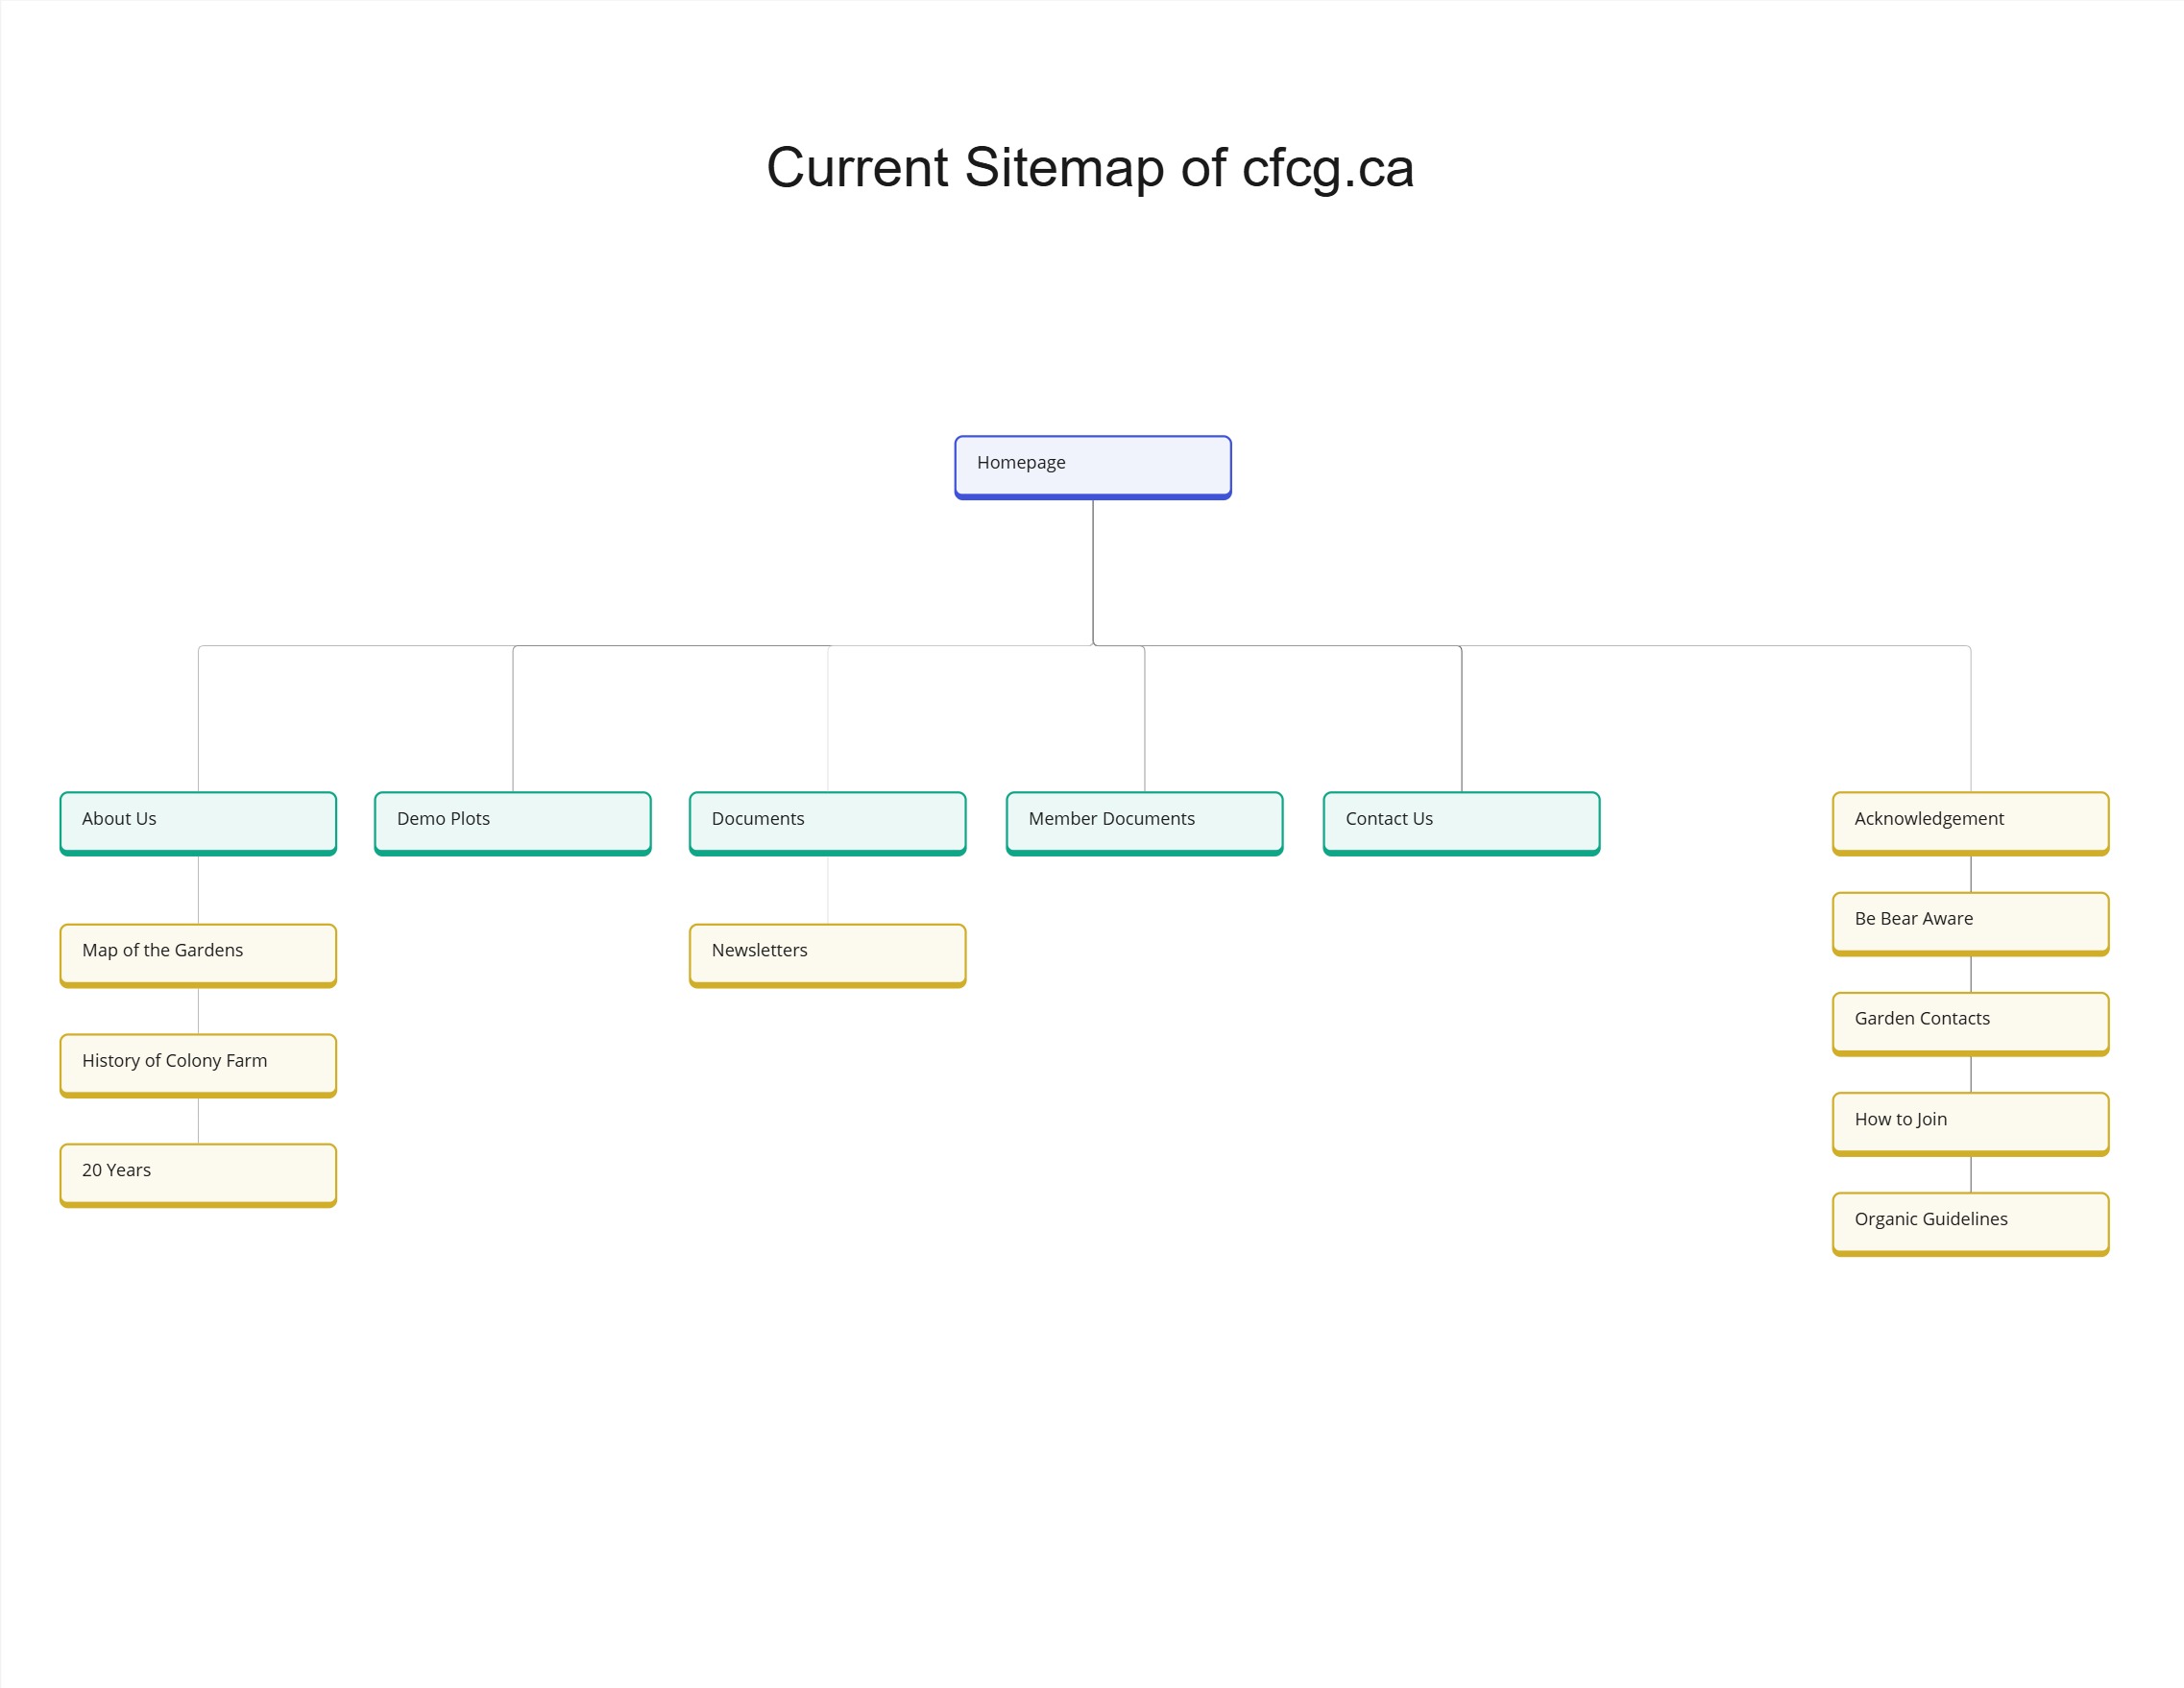 Current Sitemap of cfcg.ca
Homepage
About Us
Demo Plots
Documents
Member Documents
Contact Us
Acknowledgement
Map of the Gardens
Newsletters
Be Bear Aware
History of Colony Farm
Garden Contacts
20 Years
How to Join
Organic Guidelines